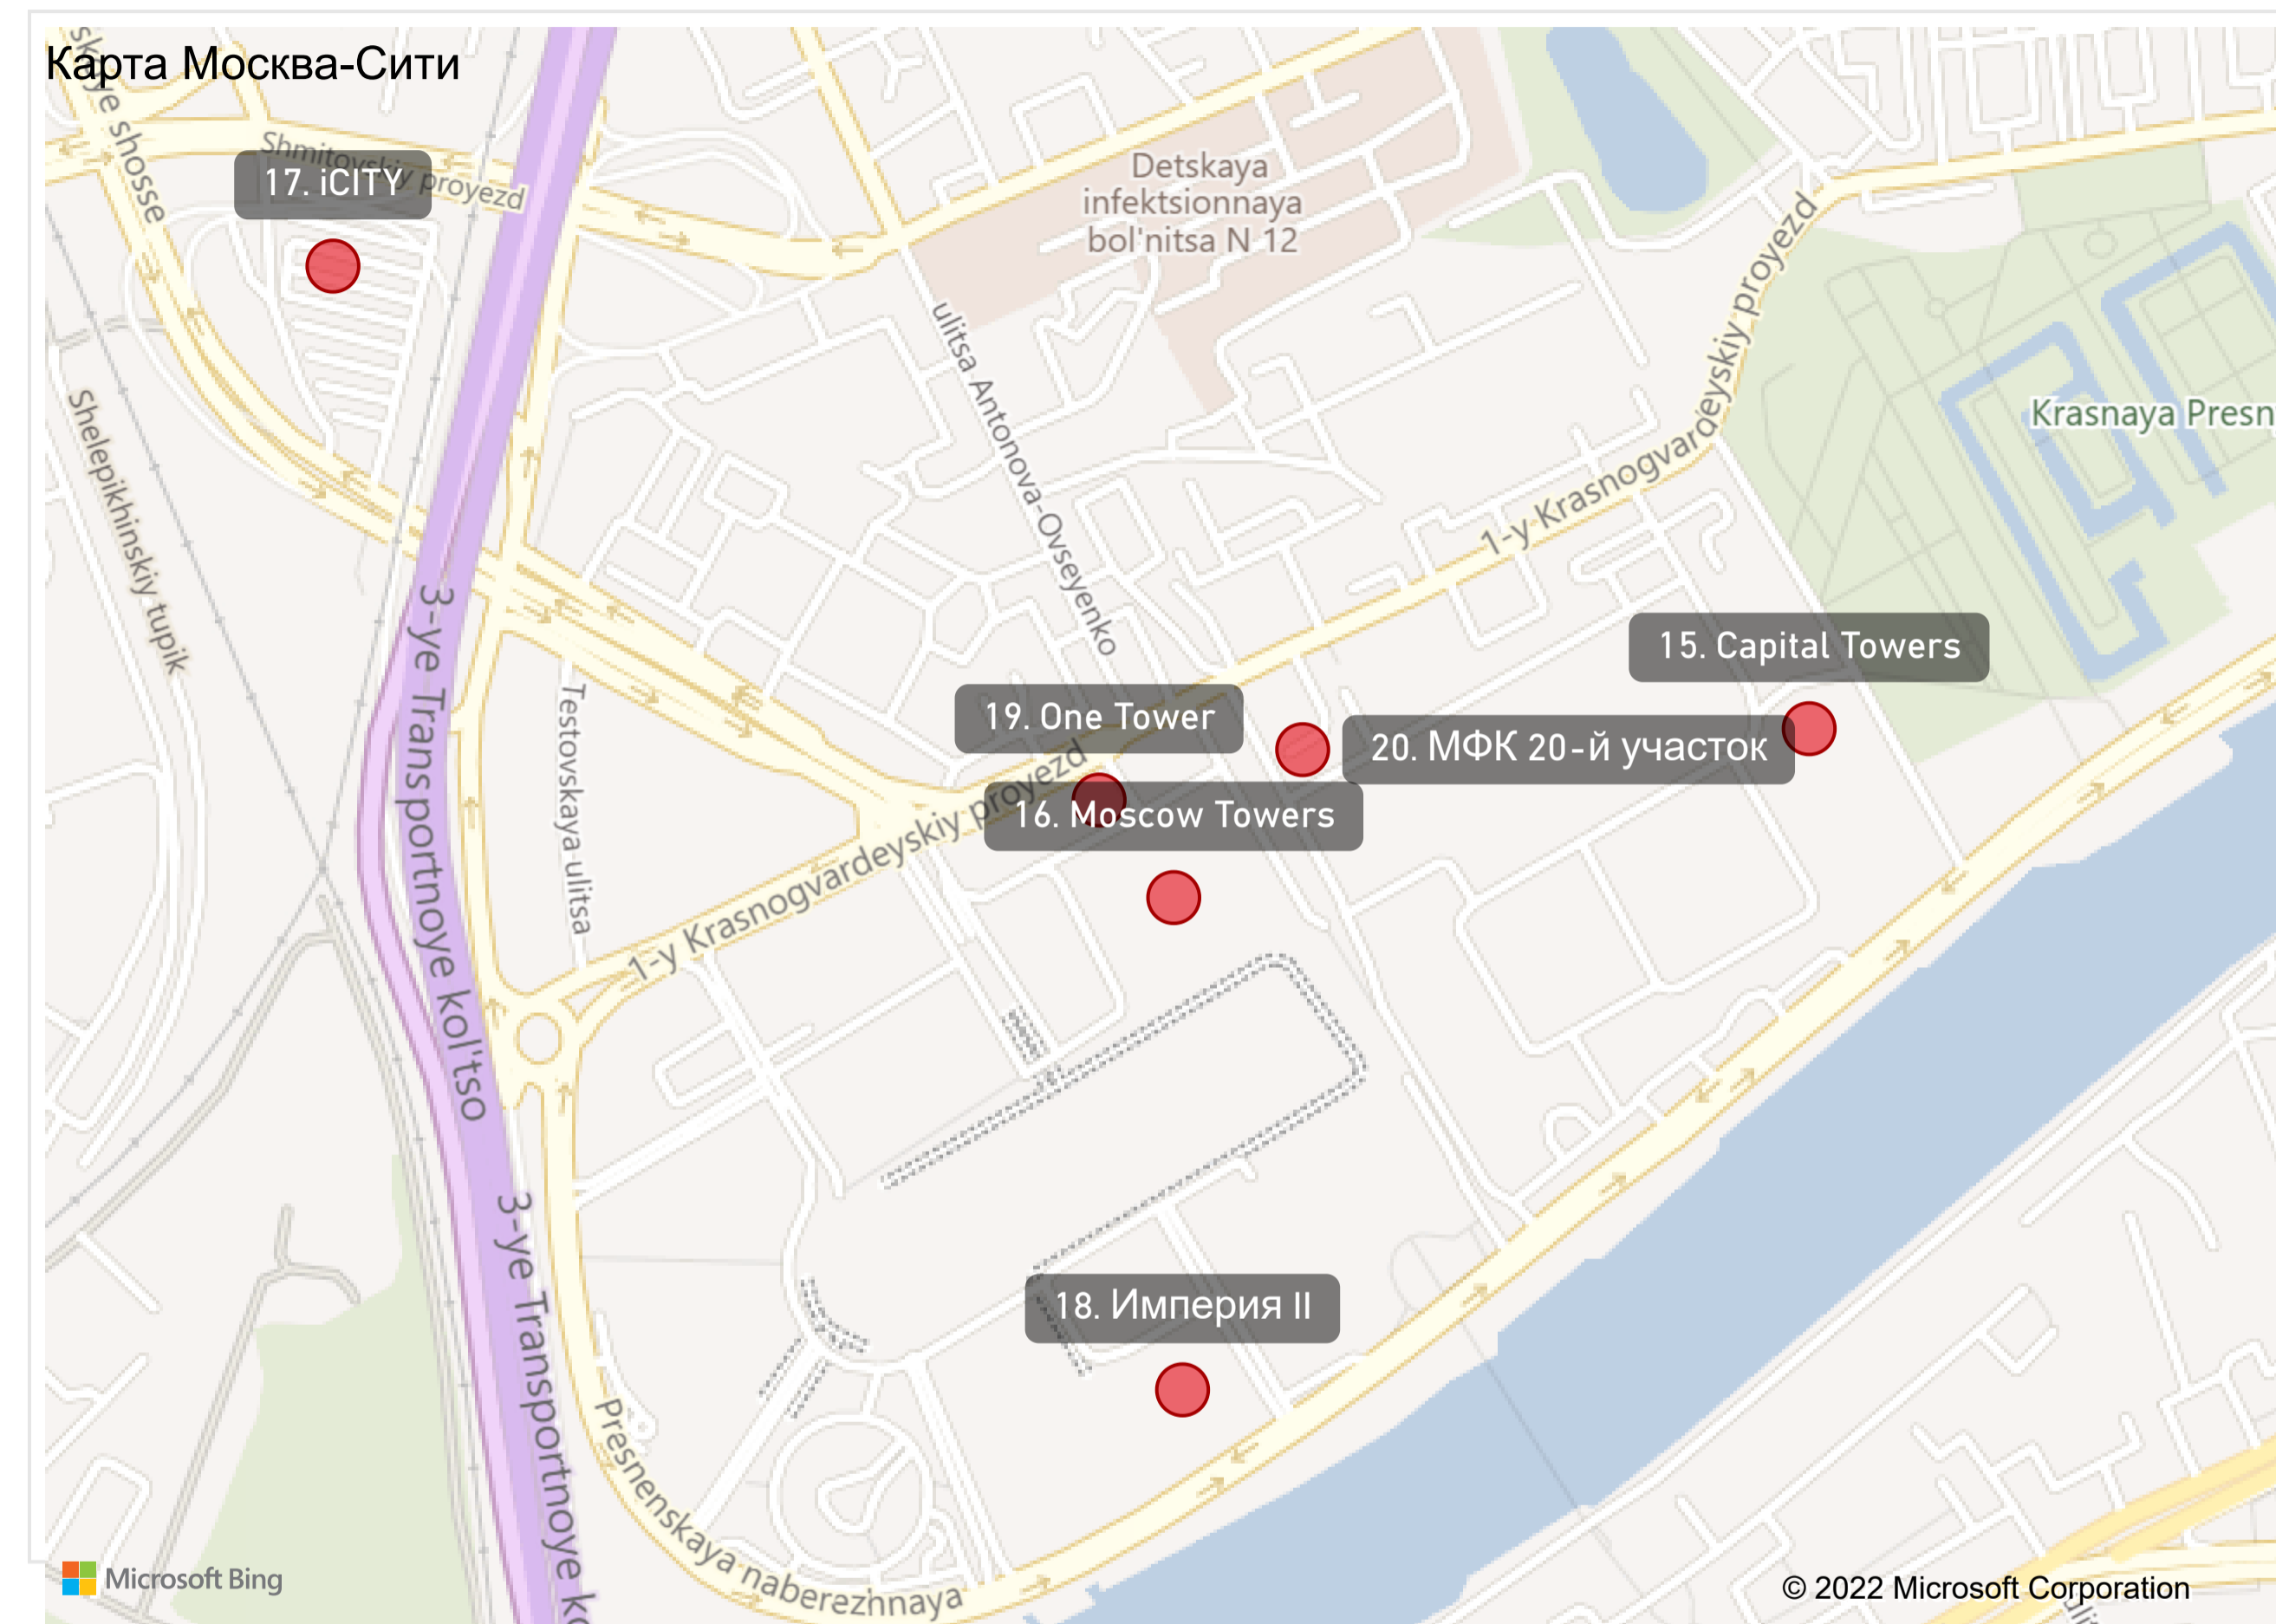 Карта Москва-Сити
skoye shosse
Shmitovskiy proyezd
17. iCITY
Detskaya
infektsionnaya
bol'nitsa N 12
1-y Krasnogvardeyskiy proyezd
ulitsa Antonova-Ovseyenko
Krasnaya Presn
Shelepikhinskiy tupik
3-ye Transportnoye kol'tso
Testovskaya ulitsa
15. Capital Towers
19. One Tower
20. МФК 20-й участок
16. Moscow Towers
1-y Krasnogvardeyskiy proyezd
3-ye Transportnoye ko
18. Империя II
Presnenskaya naberezhnaya
Microsoft Bing
© 2022 Microsoft Corporation